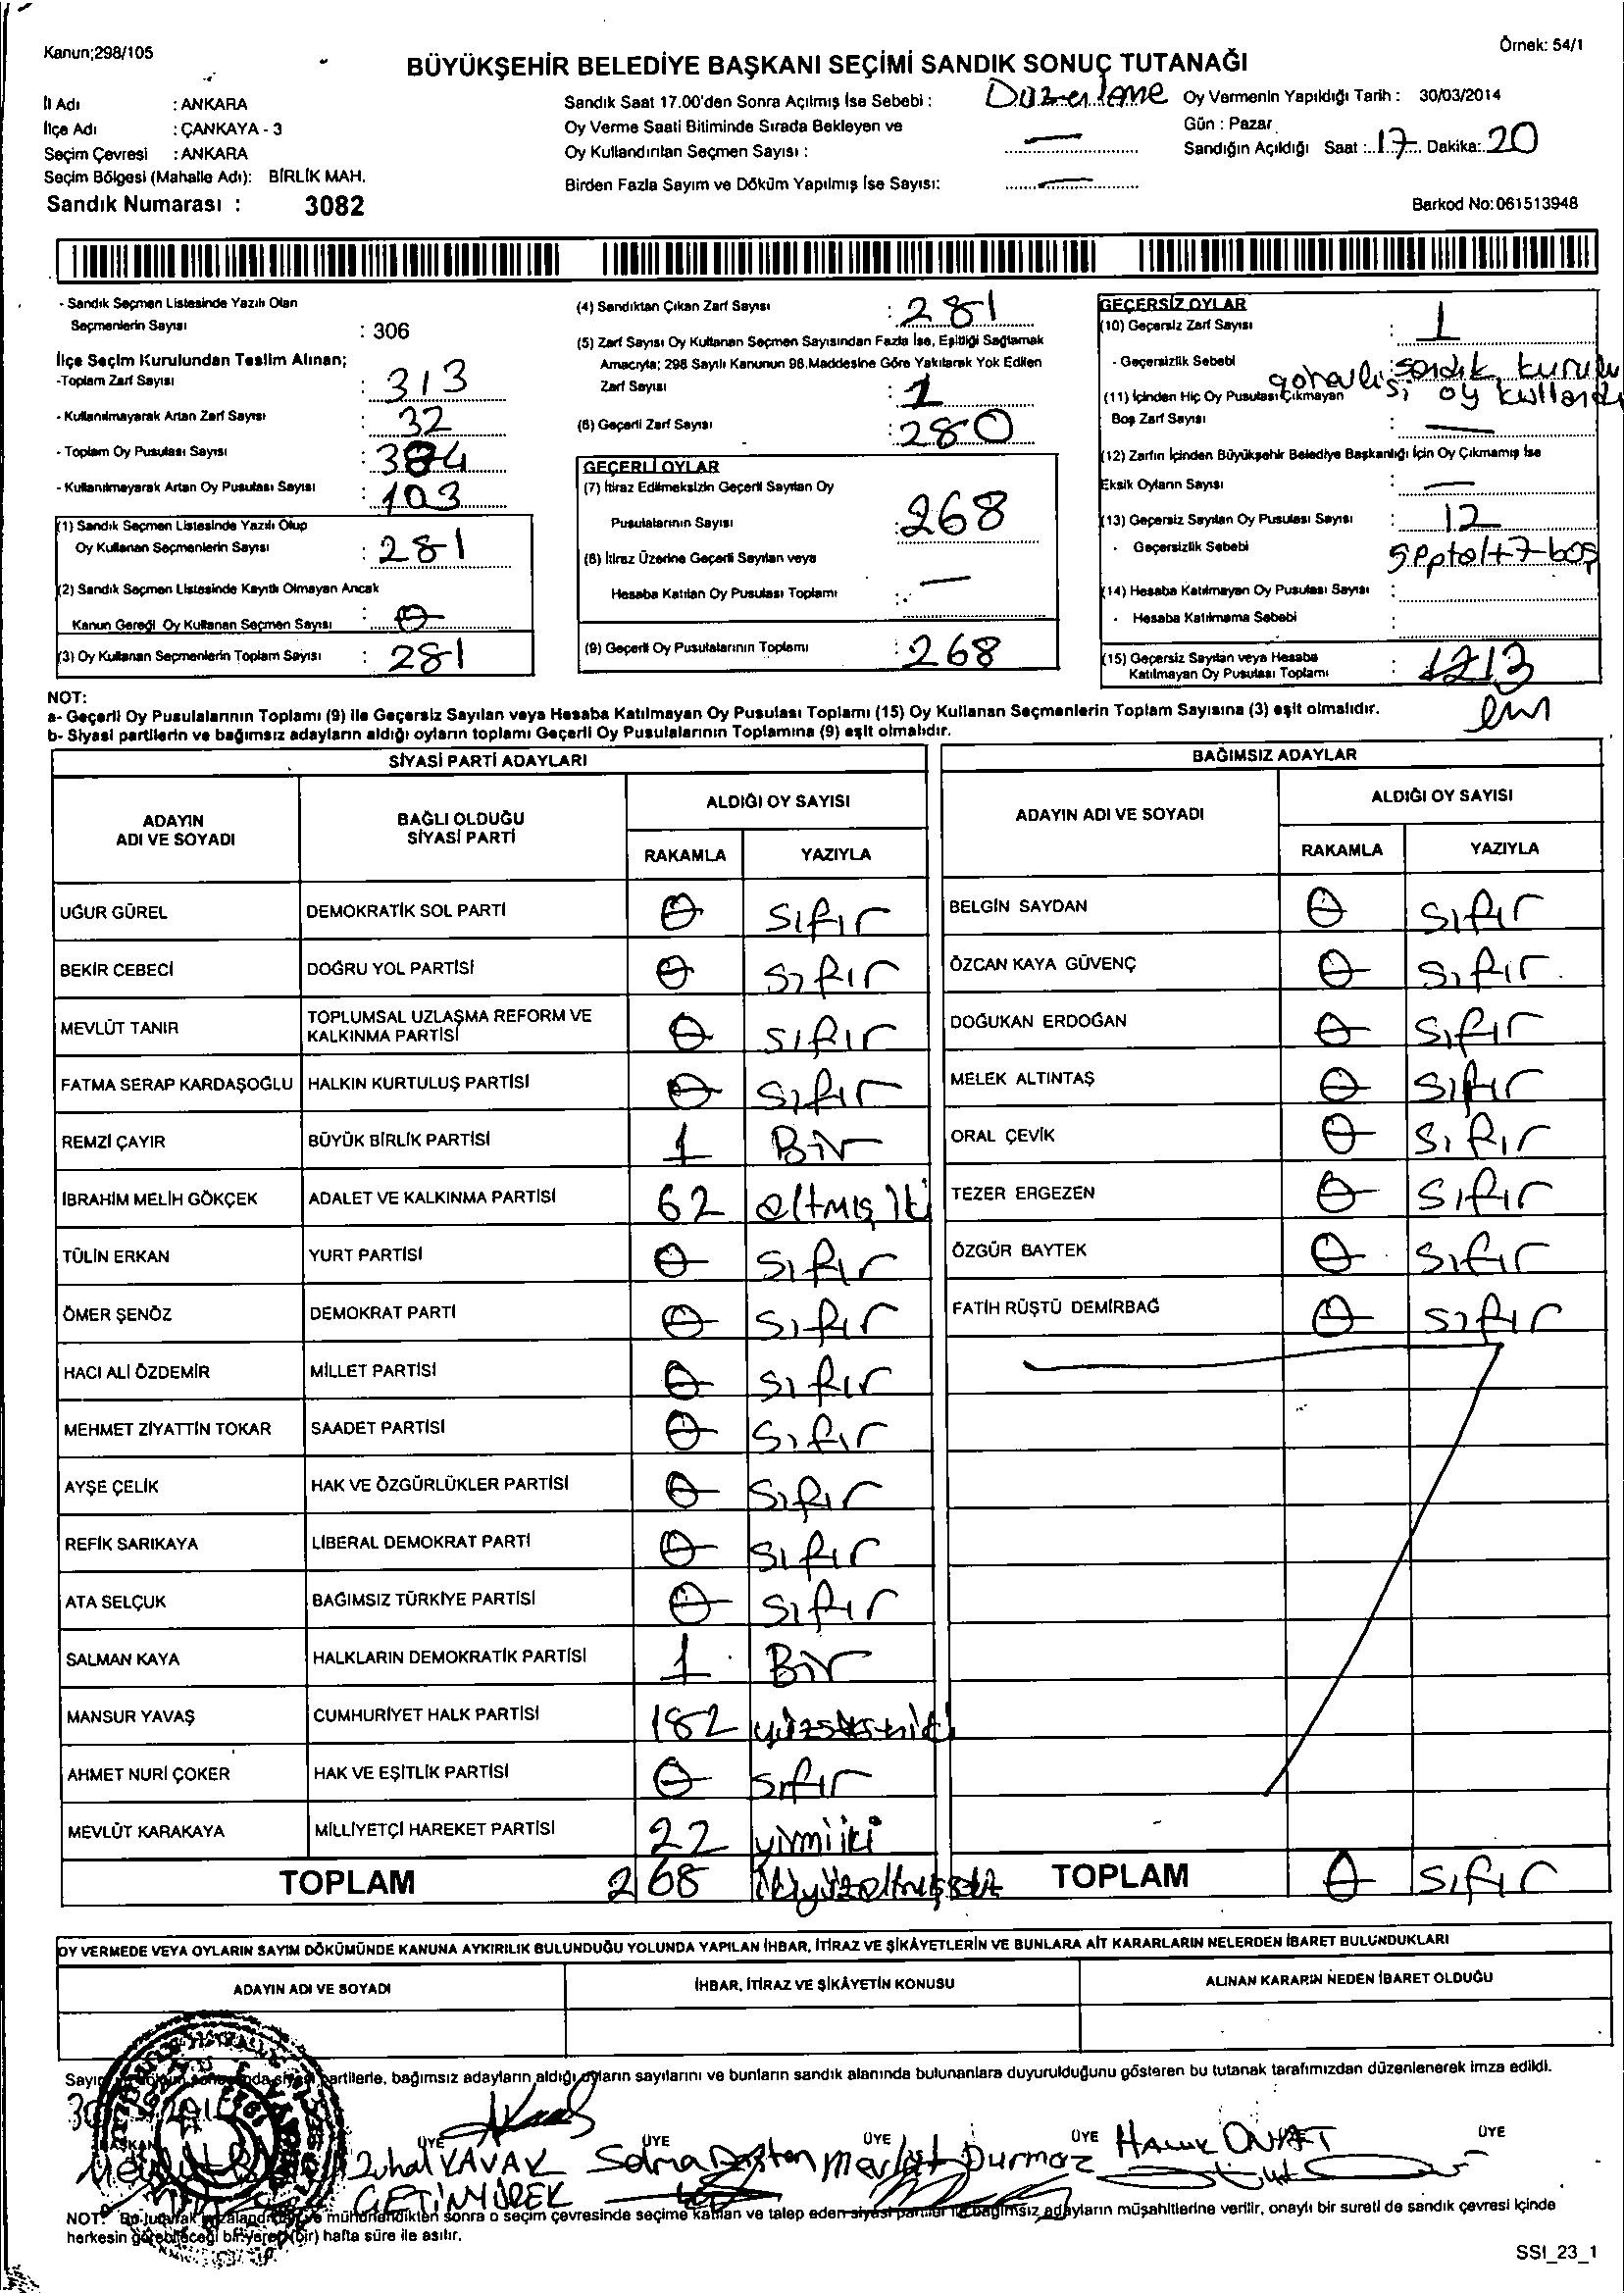 Kanun;298/105
Örnek: 54/1
BÜYÜKŞEHİR BELEDİYE BAŞKANI SEÇİMİ SANDIK SONUÇ TUTANAĞI
İl Adı : ANKARA
İlçe Adı : ÇANKAYA - 3
Seçim Çevresi : ANKARA
Seçim Bölgesi (Mahalle Adı): BİRLİK MAH.
Sandık Numarası : 3082
Sandık Saat 17.00'den Sonra Açılmış İse Sebebi : Düzenleme
Oy Verme Saati Bitiminde Sırada Bekleyen ve
Oy Kullandırılan Seçmen Sayısı : —
Birden Fazla Sayım ve Döküm Yapılmış İse Sayısı: —
Oy Vermenin Yapıldığı Tarih : 30/03/2014
Gün : Pazar
Sandığın Açıldığı Saat : 17 Dakika: 20
Barkod No:061513948
- Sandık Seçmen Listesinde Yazılı Olan
Seçmenlerin Sayısı : 306
İlçe Seçim Kurulundan Teslim Alınan;
-Toplam Zarf Sayısı : 313
- Kullanılmayarak Artan Zarf Sayısı : 32
- Toplam Oy Pusulası Sayısı : 384
- Kullanılmayarak Artan Oy Pusulası Sayısı : 103
(1) Sandık Seçmen Listesinde Yazılı Olup
Oy Kullanan Seçmenlerin Sayısı : 281
(2) Sandık Seçmen Listesinde Kayıtlı Olmayan Ancak
Kanun Gereği Oy Kullanan Seçmen Sayısı : 0
(3) Oy Kullanan Seçmenlerin Toplam Sayısı : 281
(4) Sandıktan Çıkan Zarf Sayısı : 281
(5) Zarf Sayısı Oy Kullanan Seçmen Sayısından Fazla İse, Eşitliği Sağlamak
Amacıyla; 298 Sayılı Kanunun 98.Maddesine Göre Yakılarak Yok Edilen
Zarf Sayısı : 1
(6) Geçerli Zarf Sayısı : 280
GEÇERLİ OYLAR
(7) İtiraz Edilmeksizin Geçerli Sayılan Oy
Pusulalarının Sayısı : 268
(8) İtiraz Üzerine Geçerli Sayılan veya
Hesaba Katılan Oy Pusulası Toplamı : —
(9) Geçerli Oy Pusulalarının Toplamı : 268
GEÇERSİZ OYLAR
(10) Geçersiz Zarf Sayısı : 1
- Geçersizlik Sebebi : sandık kurulu
görevlisi oy kullandı
(11) İçinden Hiç Oy Pusulası Çıkmayan
Boş Zarf Sayısı : —
(12) Zarfın İçinden Büyükşehir Belediye Başkanlığı İçin Oy Çıkmamış İse
Eksik Oyların Sayısı : —
(13) Geçersiz Sayılan Oy Pusulası Sayısı : 12
- Geçersizlik Sebebi 5 +7-boş
(14) Hesaba Katılmayan Oy Pusulası Sayısı :
- Hesaba Katılmama Sebebi :
(15) Geçersiz Sayılan veya Hesaba
Katılmayan Oy Pusulası Toplamı : 13
NOT:
a- Geçerli Oy Pusulalarının Toplamı (9) ile Geçersiz Sayılan veya Hesaba Katılmayan Oy Pusulası Toplamı (15) Oy Kullanan Seçmenlerin Toplam Sayısına (3) eşit olmalıdır.
b- Siyasi partilerin ve bağımsız adayların aldığı oyların toplamı Geçerli Oy Pusulalarının Toplamına (9) eşit olmalıdır.
SİYASİ PARTİ ADAYLARI
ADAYIN ADI VE SOYADI BAĞLI OLDUĞU SİYASİ PARTİ ALDIĞI OY SAYISI
RAKAMLA YAZIYLA
UĞUR GÜREL DEMOKRATİK SOL PARTİ 0 sıfır
BEKİR CEBECİ DOĞRU YOL PARTİSİ 0 sıfır
MEVLÜT TANIR TOPLUMSAL UZLAŞMA REFORM VE KALKINMA PARTİSİ 0 sıfır
FATMA SERAP KARDAŞOĞLU HALKIN KURTULUŞ PARTİSİ 0 sıfır
REMZİ ÇAYIR BÜYÜK BİRLİK PARTİSİ 1 Bir
İBRAHİM MELİH GÖKÇEK ADALET VE KALKINMA PARTİSİ 62 altmışiki
TÜLİN ERKAN YURT PARTİSİ 0 sıfır
ÖMER ŞENÖZ DEMOKRAT PARTİ 0 sıfır
HACI ALİ ÖZDEMİR MİLLET PARTİSİ 0 sıfır
MEHMET ZİYATTİN TOKAR SAADET PARTİSİ 0 sıfır
AYŞE ÇELİK HAK VE ÖZGÜRLÜKLER PARTİSİ 0 sıfır
REFİK SARIKAYA LİBERAL DEMOKRAT PARTİ 0 sıfır
ATA SELÇUK BAĞIMSIZ TÜRKİYE PARTİSİ 0 sıfır
SALMAN KAYA HALKLARIN DEMOKRATİK PARTİSİ 1 Bir
MANSUR YAVAŞ CUMHURİYET HALK PARTİSİ 182 yüzsekseniki
AHMET NURİ ÇOKER HAK VE EŞİTLİK PARTİSİ 0 sıfır
MEVLÜT KARAKAYA MİLLİYETÇİ HAREKET PARTİSİ 22 yirmiiki
TOPLAM 268 ikiyüzaltmışsekiz
BAĞIMSIZ ADAYLAR
ADAYIN ADI VE SOYADI ALDIĞI OY SAYISI
RAKAMLA YAZIYLA
BELGİN SAYDAN 0 sıfır
ÖZCAN KAYA GÜVENÇ 0 sıfır
DOĞUKAN ERDOĞAN 0 sıfır
MELEK ALTINTAŞ 0 sıfır
ORAL ÇEVİK 0 sıfır
TEZER ERGEZEN 0 sıfır
ÖZGÜR BAYTEK 0 sıfır
FATİH RÜŞTÜ DEMİRBAĞ 0 sıfır
TOPLAM 0 sıfır
OY VERMEDE VEYA OYLARIN SAYIM DÖKÜMÜNDE KANUNA AYKIRILIK BULUNDUĞU YOLUNDA YAPILAN İHBAR, İTİRAZ VE ŞİKÂYETLERİN VE BUNLARA AİT KARARLARIN NELERDEN İBARET BULUNDUKLARI
ADAYIN ADI VE SOYADI İHBAR, İTİRAZ VE ŞİKÂYETİN KONUSU ALINAN KARARIN NEDEN İBARET OLDUĞU
partilerle, bağımsız adayların aldığı oyların sayılarını ve bunların sandık alanında bulunanlara duyurulduğunu gösteren bu tutanak tarafımızdan düzenlenerek imza edildi.
BAŞKAN ÜYE ÜYE ÜYE ÜYE ÜYE
Zuhal KAVAK Selma Mevlüt Durmaz Haluk
ÇETİNYÜREK
NOT: Bu tutanak mühürlendikten sonra o seçim çevresinde seçime katılan ve talep eden siyasi partiler ile bağımsız adayların müşahitlerine verilir, onaylı bir sureti de sandık çevresi içinde
herkesin görebileceği bir yere (bir) hafta süre ile asılır.
SSI_23_1